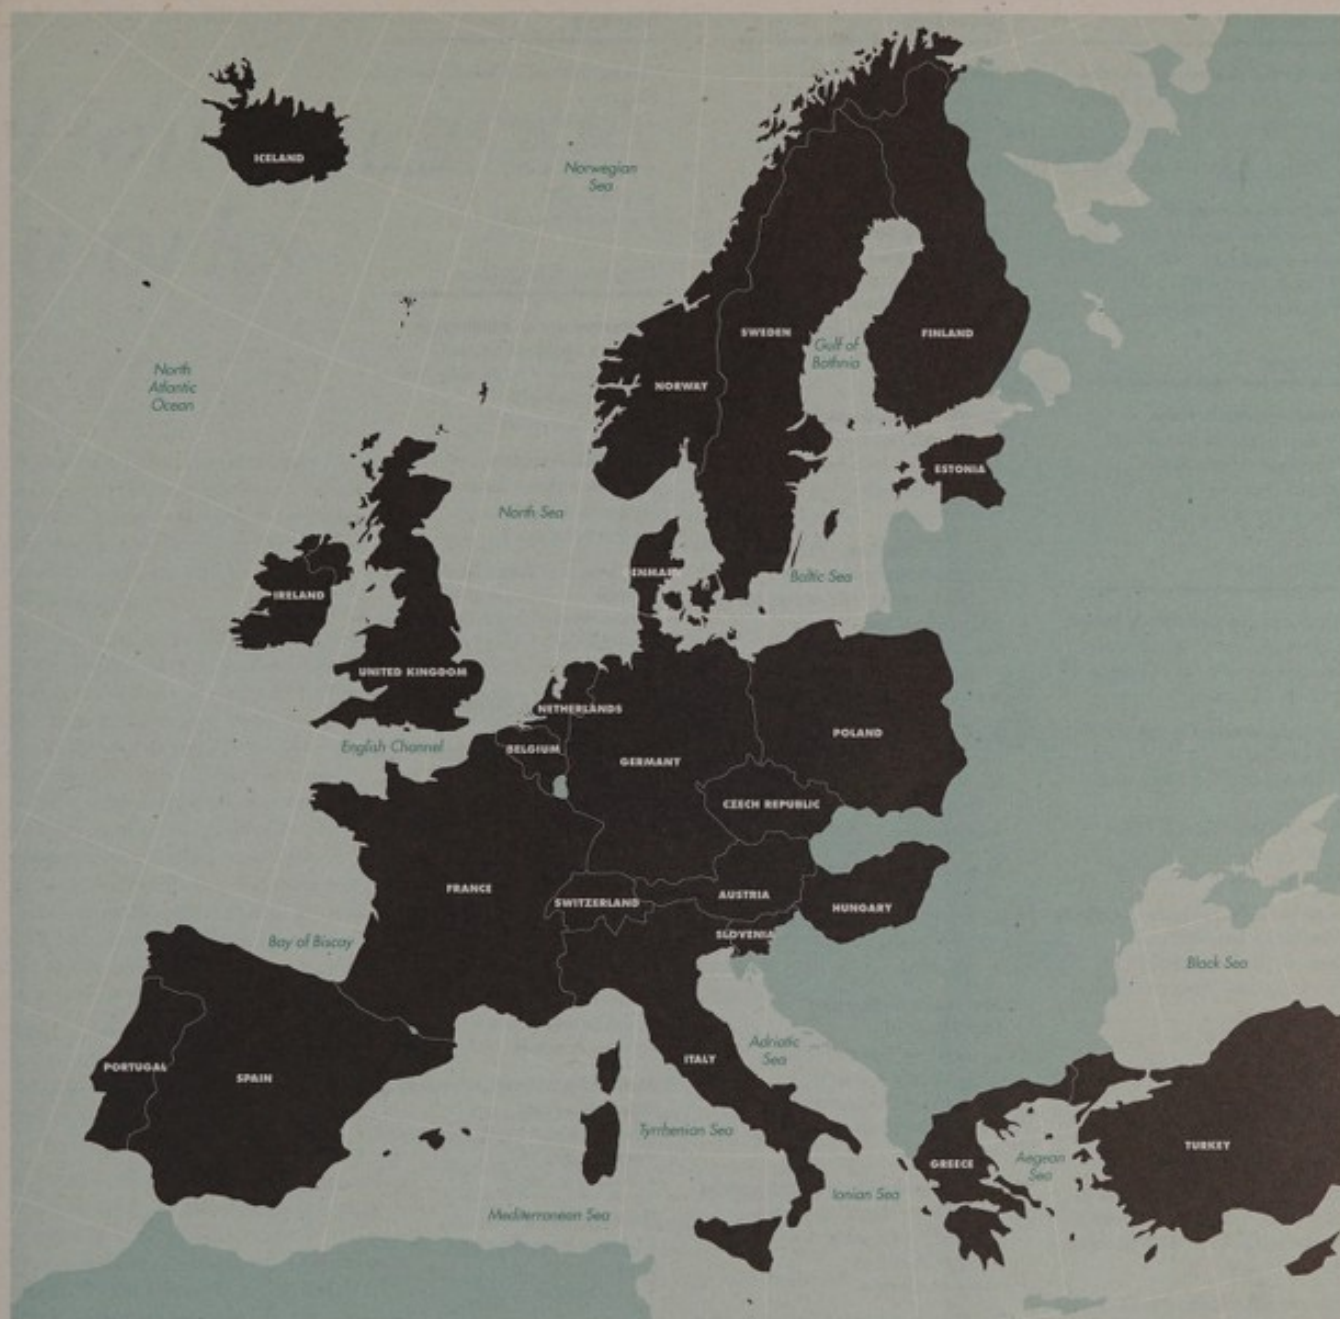 ICELAND
Norwegian
Sea
SWEDEN
FINLAND
Gulf of
Bothnia
North
Atlantic
Ocean
NORWAY
ESTONIA
North Sea
DENMARK
Baltic Sea
IRELAND
UNITED KINGDOM
NETHERLANDS
English Channel
BELGIUM
POLAND
GERMANY
CZECH REPUBLIC
FRANCE
SWITZERLAND
AUSTRIA
HUNGARY
SLOVENIA
Bay of Biscay
Black Sea
Adriatic
Sea
ITALY
PORTUGAL
SPAIN
Tyrrhenian Sea
TURKEY
GREECE
Aegean
Sea
Ionian Sea
Mediterranean Sea